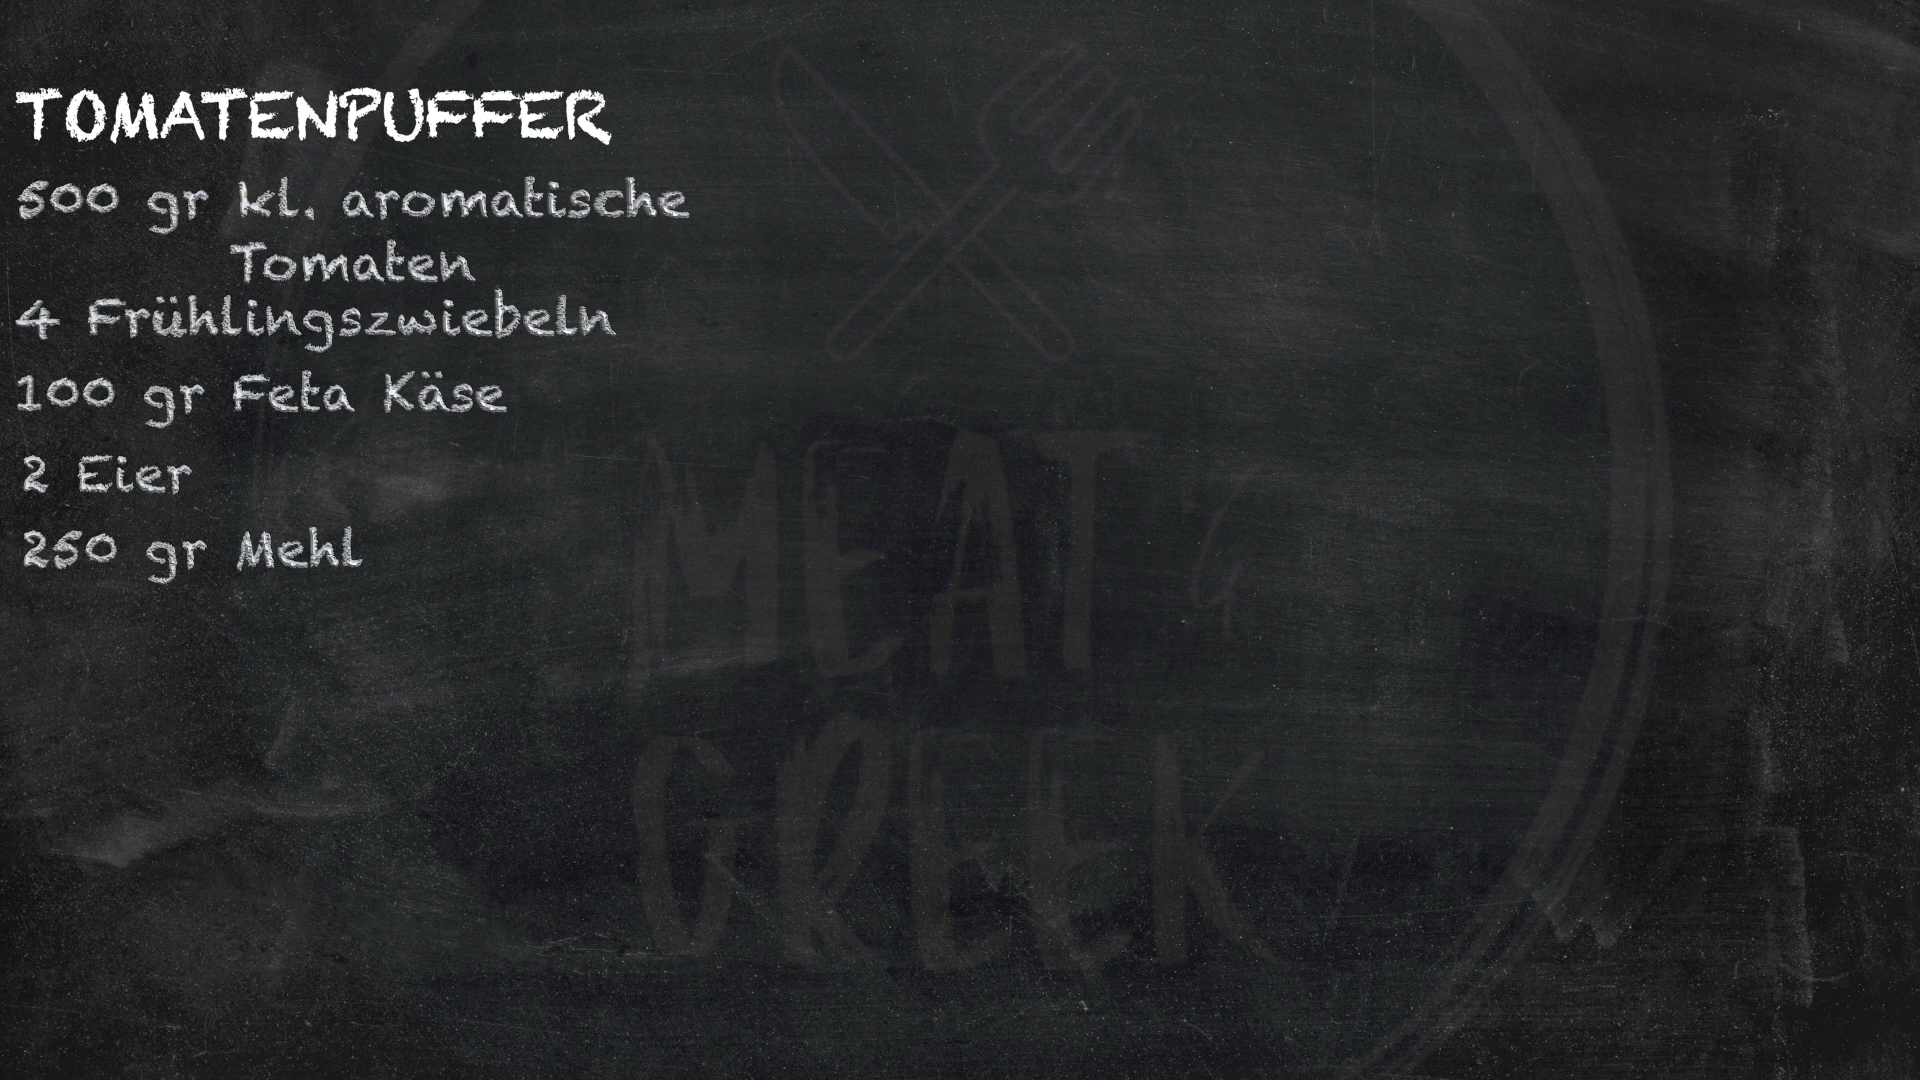 TOMATENPUFFER
500 gr kl. aromatische
Tomaten
4 Frühlingszwiebeln
100 gr Feta Käse
2 Eier
250 gr Mehl
MEAT a
GREEK